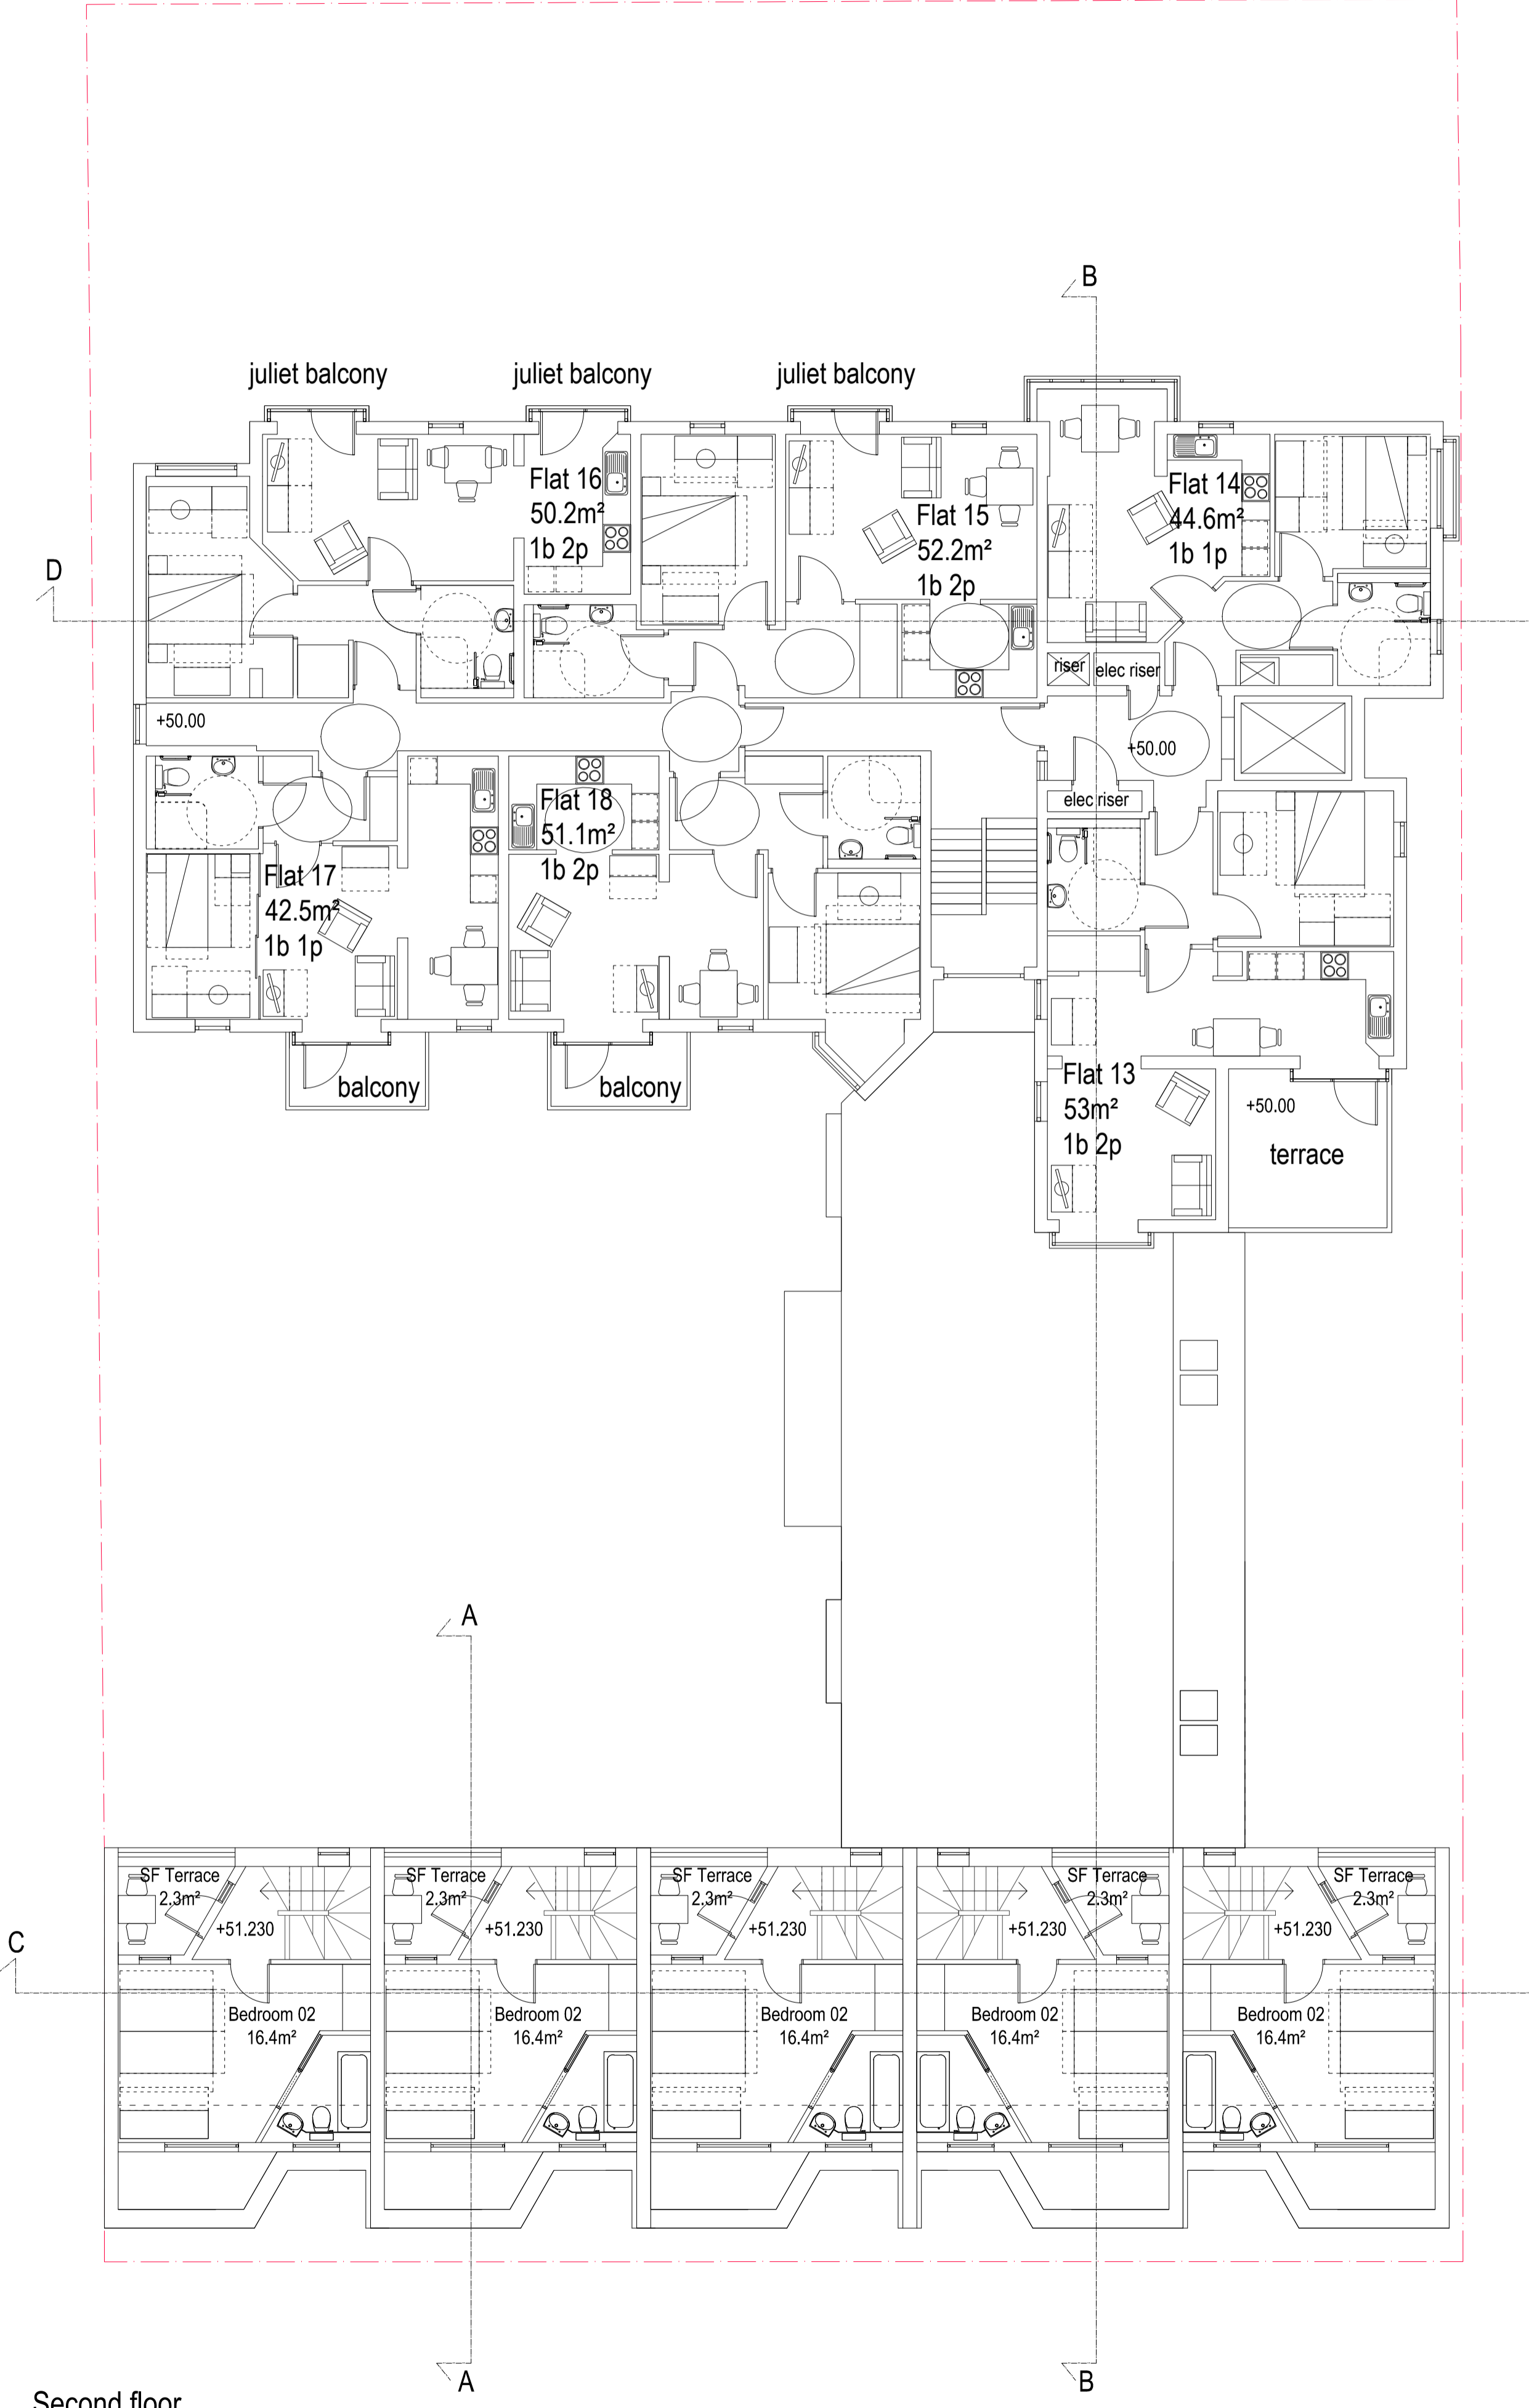 B
juliet balcony
juliet balcony
juliet balcony
Flat 16
50.2m²
1b 2p
Flat 15
52.2m²
1b 2p
Flat 14
44.6m²
1b 1p
D
riser
elec riser
+50.00
+50.00
elec riser
Flat 17
42.5m²
1b 1p
Flat 18
51.1m²
1b 2p
balcony
balcony
Flat 13
53m²
1b 2p
+50.00
terrace
A
SF Terrace
2.3m²
+51.230
SF Terrace
2.3m²
+51.230
SF Terrace
2.3m²
+51.230
SF Terrace
2.3m²
+51.230
SF Terrace
2.3m²
+51.230
C
Bedroom 02
16.4m²
Bedroom 02
16.4m²
Bedroom 02
16.4m²
Bedroom 02
16.4m²
Bedroom 02
16.4m²
A
B
Second floor